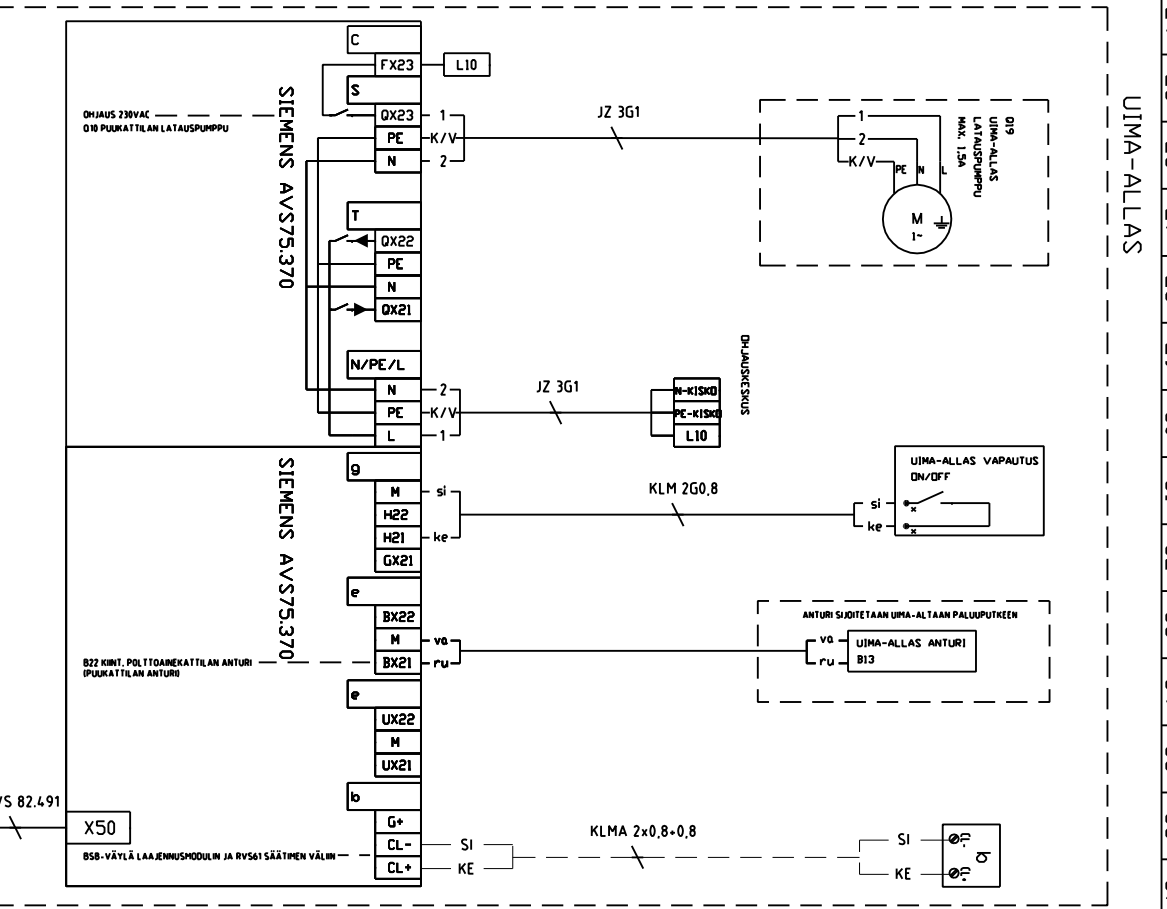 UIMA-ALLAS
C
FX23
L10
S
OHJAUS 230VAC
Q10 PUUKATTILAN LATAUSPUMPPU
SIEMENS AVS75.370
QX23
1
PE
K/V
N
2
JZ 3G1
1
2
K/V
PE
N
L
M
1~
Q19
UIMA-ALLAS
LATAUSPUMPPU
MAX. 1,5A
T
QX22
PE
N
QX21
N/PE/L
N
2
PE
K/V
L
1
JZ 3G1
N-KISKO
PE-KISKO
L10
OHJAUSKESKUS
SIEMENS AVS75.370
g
M
si
H22
H21
ke
GX21
KLM 2G0,8
si
ke
UIMA-ALLAS VAPAUTUS
ON/OFF
x
x
e
BX22
M
va
BX21
ru
B22 KIINT. POLTTOAINEKATTILAN ANTURI
(PUUKATTILAN ANTURI)
ANTURI SIJOITETAAN UIMA-ALTAAN PALUUPUTKEEN
va
ru
UIMA-ALLAS ANTURI
B13
e
UX22
M
UX21
b
G+
CL-
SI
CL+
KE
VS 82.491
X50
BSB-VÄYLÄ LAAJENNUSMODULIN JA RVS61 SÄÄTIMEN VÄLIIN
KLMA 2x0,8+0,8
SI
KE
CL-
CL+
b